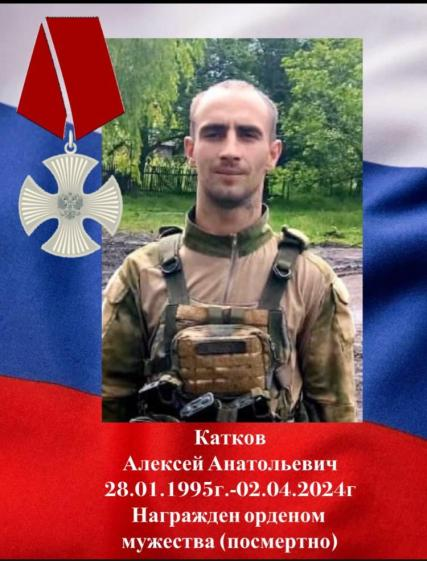 Катков
Алексей Анатольевич
28.01.1995г.-02.04.2024г
Награжден орденом
мужества (посмертно)